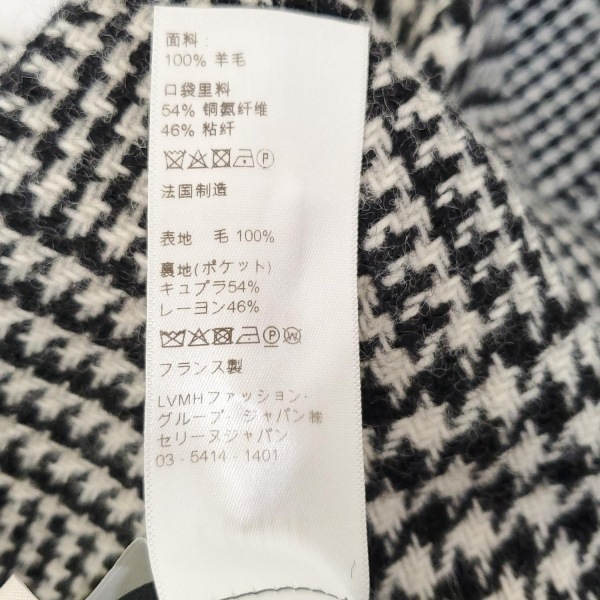 面料:
100% 羊毛
口袋里料
54% 铜氨纤维
46% 粘纤
P
法国制造
表地 毛 100%
裏地(ポケット)
キュプラ54%
レーヨン46%
P W
フランス製
LVMHファッション・
グループ・ジャパン㈱
セリーヌジャパン
03-5414-1401